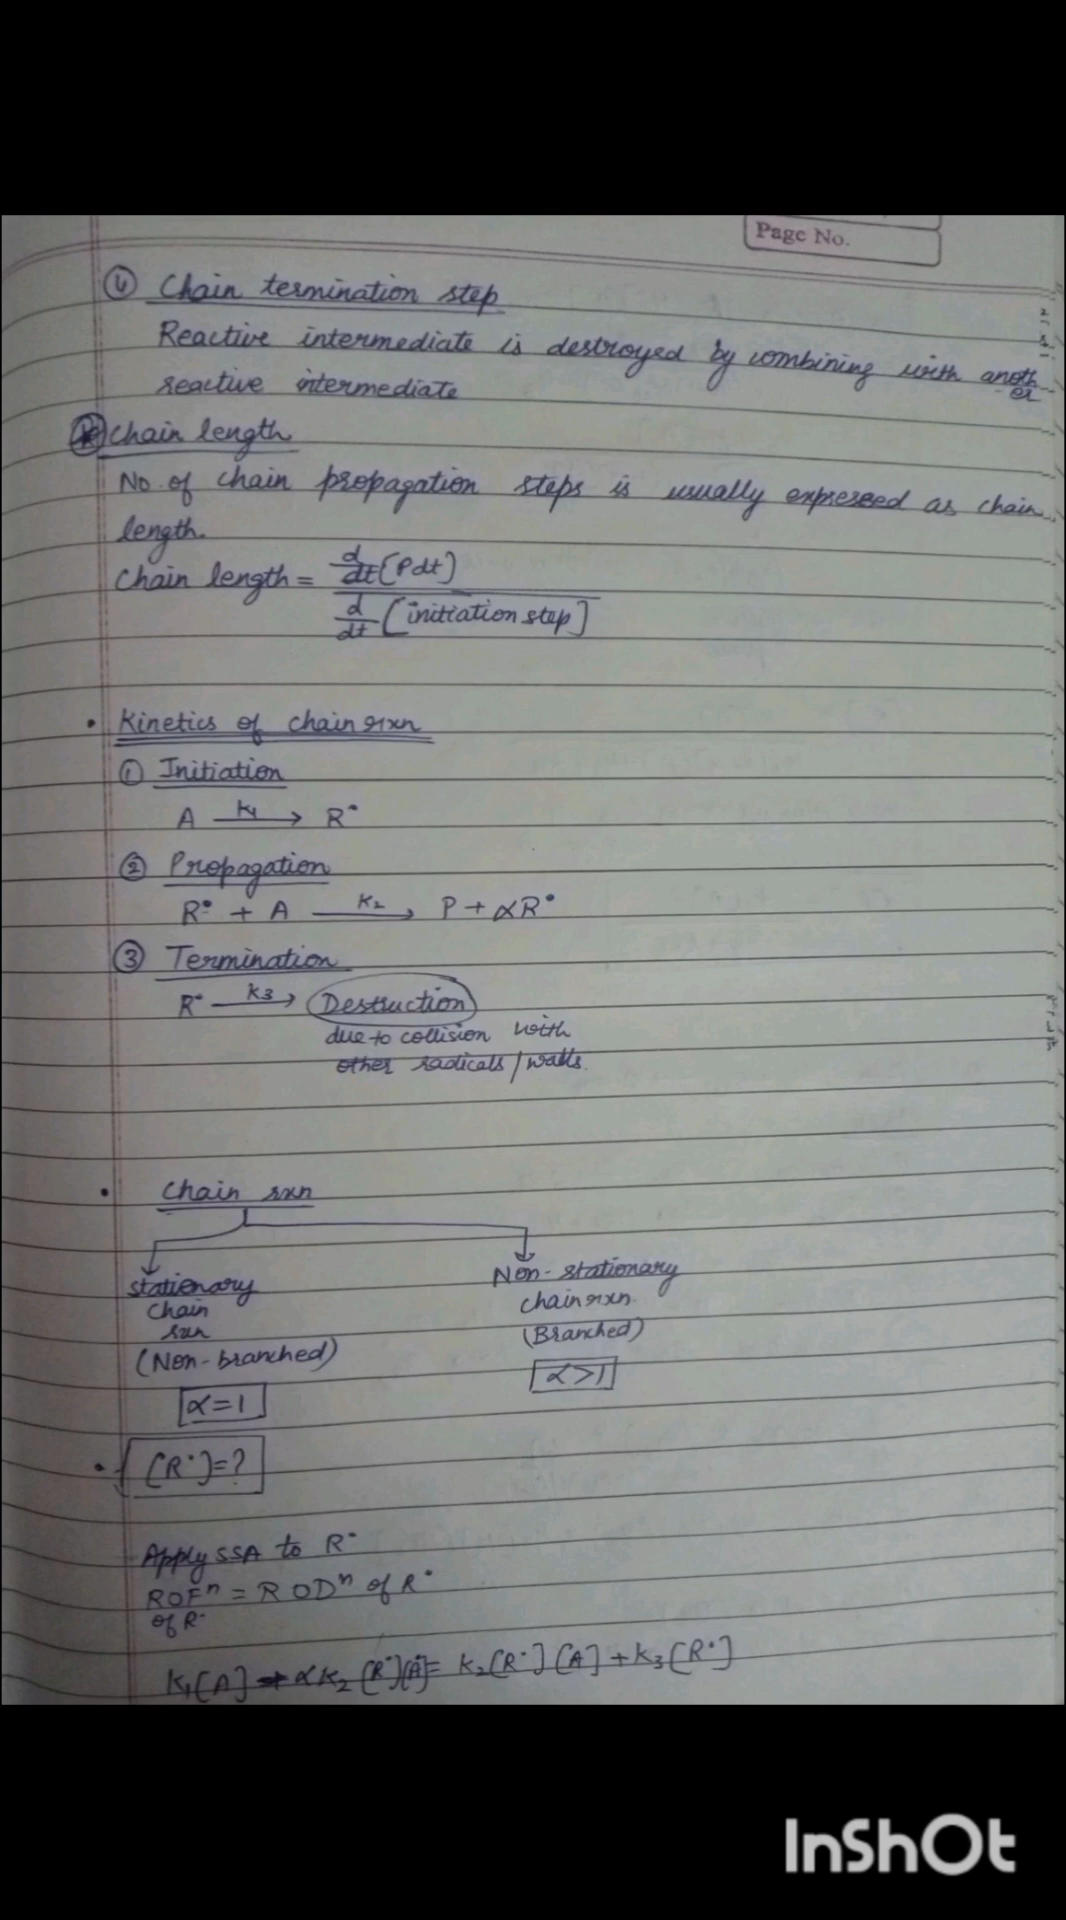 Page No.
④ Chain termination step
Reactive intermediate is destroyed by combining with anoth
er
reactive intermediate
Chain length
No. of chain propagation steps is usually expressed as chain
length.
Chain length = d/dt [Pdt]
d/dt [initiation step]
• Kinetics of chain rxn
① Initiation
A K₁→ R•
② Propagation
R• + A K₂→ P + αR•
③ Termination
R• K₃→ Destruction
due to collision with
other radicals / walls.
• Chain rxn
Stationary
chain
rxn
(Non-branched)
α=1
Non-stationary
chain rxn.
(Branched)
α>1
• [R•]=?
Apply SSA to R•
ROFⁿ = RODⁿ of R•
of R•
K₁[A] + αK₂[R•][A] = K₂[R•][A] + K₃[R•]
InShOt